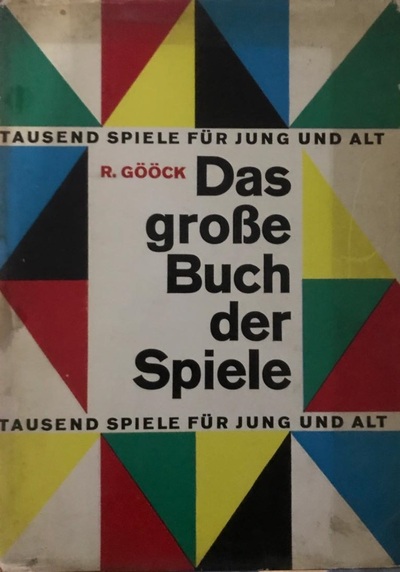 TAUSEND SPIELE FÜR JUNG UND ALT
R. GÖÖCK Das
große
Buch
der
Spiele
TAUSEND SPIELE FÜR JUNG UND ALT